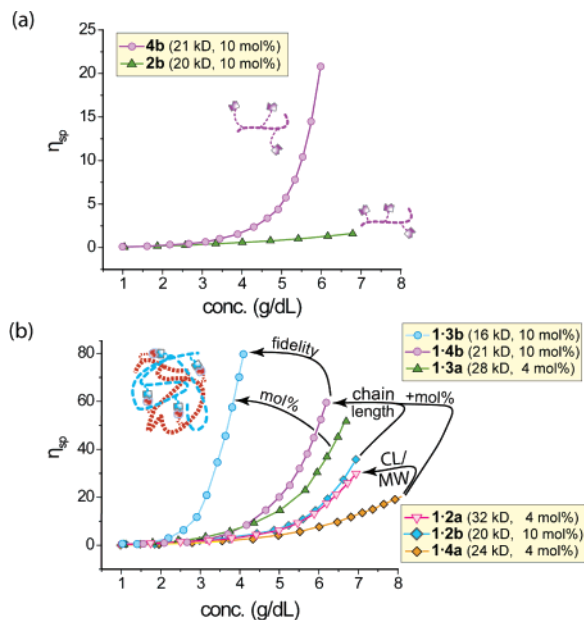 (a)
4b (21 kD, 10 mol%)
2b (20 kD, 10 mol%)
25
20
15
10
5
0
ηsp
1 2 3 4 5 6 7 8
conc. (g/dL)
(b)
1·3b (16 kD, 10 mol%)
1·4b (21 kD, 10 mol%)
1·3a (28 kD, 4 mol%)
80
60
40
20
0
ηsp
fidelity
mol%
chain
length
+mol%
CL/
MW
1·2a (32 kD, 4 mol%)
1·2b (20 kD, 10 mol%)
1·4a (24 kD, 4 mol%)
1 2 3 4 5 6 7 8
conc. (g/dL)